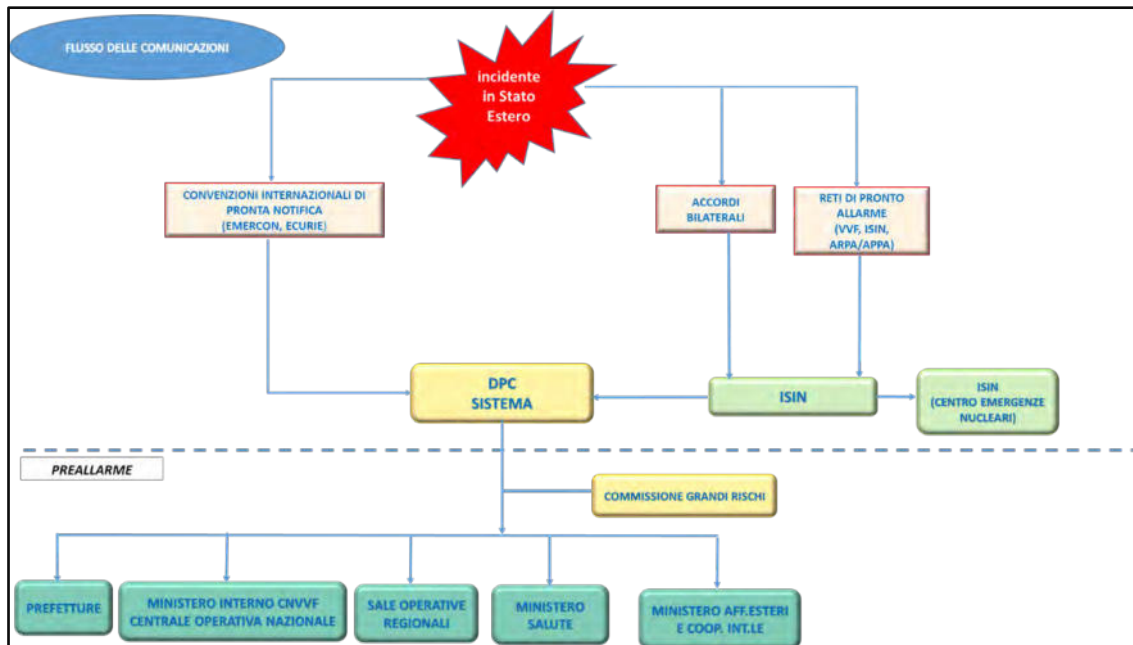 FLUSSO DELLE COMUNICAZIONI
incidente
in Stato
Estero
CONVENZIONI INTERNAZIONALI DI
PRONTA NOTIFICA
(EMERCON, ECURIE)
ACCORDI
BILATERALI
RETI DI PRONTO
ALLARME
(VVF, ISIN,
ARPA/APPA)
DPC
SISTEMA
ISIN
ISIN
(CENTRO EMERGENZE
NUCLEARI)
PREALLARME
COMMISSIONE GRANDI RISCHI
PREFETTURE
MINISTERO INTERNO CNVVF
CENTRALE OPERATIVA NAZIONALE
SALE OPERATIVE
REGIONALI
MINISTERO
SALUTE
MINISTERO AFF.ESTERI
E COOP. INT.LE